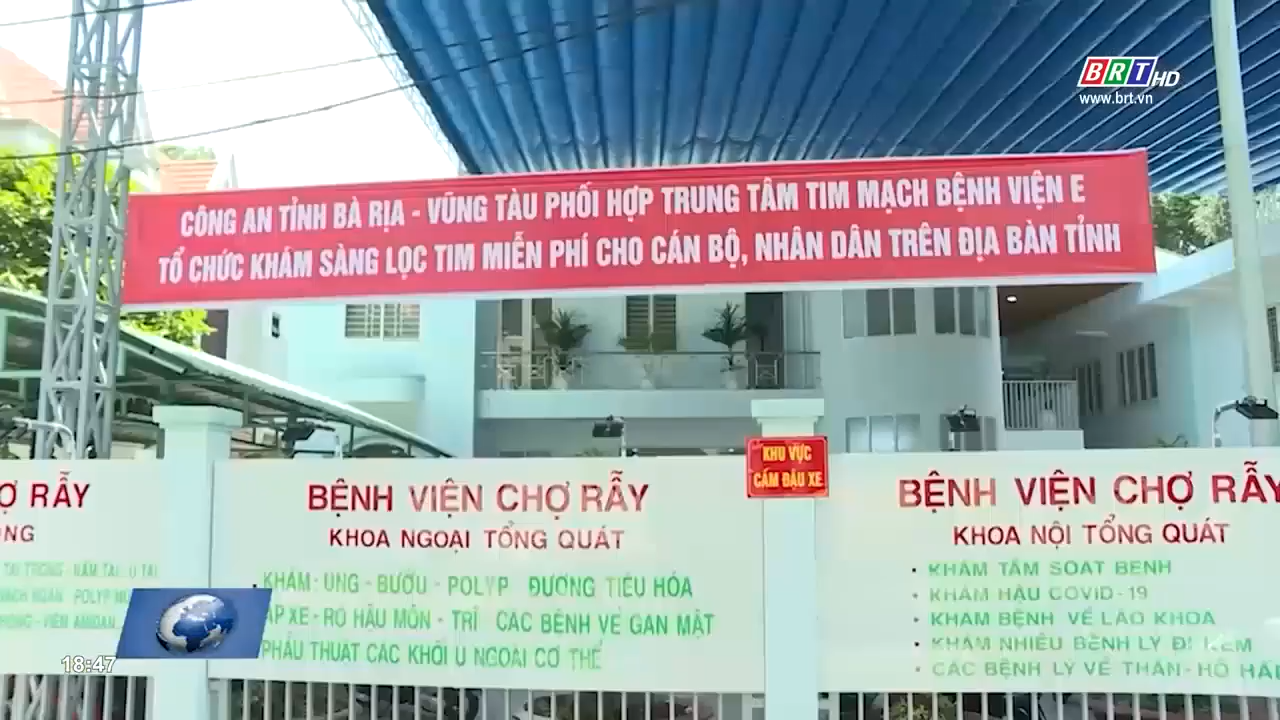 BRT HD
www.brt.vn
CÔNG AN TỈNH BÀ RỊA - VŨNG TÀU PHỐI HỢP TRUNG TÂM TIM MẠCH BỆNH VIỆN E
TỔ CHỨC KHÁM SÀNG LỌC TIM MIỄN PHÍ CHO CÁN BỘ, NHÂN DÂN TRÊN ĐỊA BÀN TỈNH
KHU VỰC
CẤM ĐẬU XE
RẪY
BỆNH VIỆN CHỢ RẪY
KHOA NGOẠI TỔNG QUÁT
KHÁM - UNG - BƯỚU - POLYP ĐƯỜNG TIÊU HÓA
XE - RÒ HẬU MÔN - TRĨ CÁC BỆNH VỀ GAN MẬT
PHẪU THUẬT CÁC KHỐI U NGOÀI CƠ THỂ
BỆNH VIỆN CHỢ RẪY
KHOA NỘI TỔNG QUÁT
• KHÁM TẦM SOÁT BỆNH
• KHÁM HẬU COVID-19
• KHÁM BỆNH VỀ LÃO KHOA
• KHÁM NHIỀU BỆNH LÝ ĐI KÈM
• CÁC BỆNH LÝ VỀ THẬN - HÔ
18:47